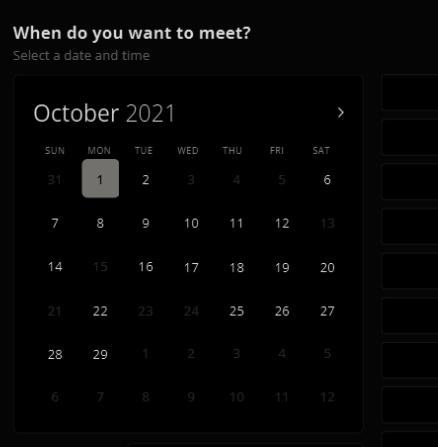 When do you want to meet?
Select a date and time
October 2021
SUN MON TUE WED THU FRI SAT
31 1 2 3 4 5 6
7 8 9 10 11 12 13
14 15 16 17 18 19 20
21 22 23 24 25 26 27
28 29 1 2 3 4 5
6 7 8 9 10 11 12